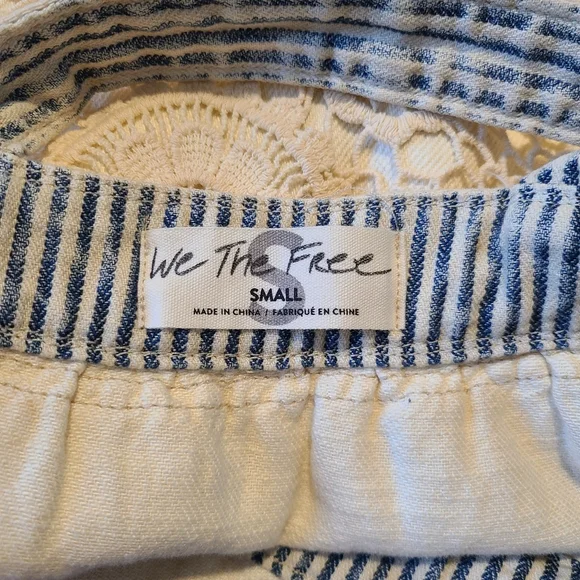 We The Free
S
SMALL
MADE IN CHINA / FABRIQUÉ EN CHINE